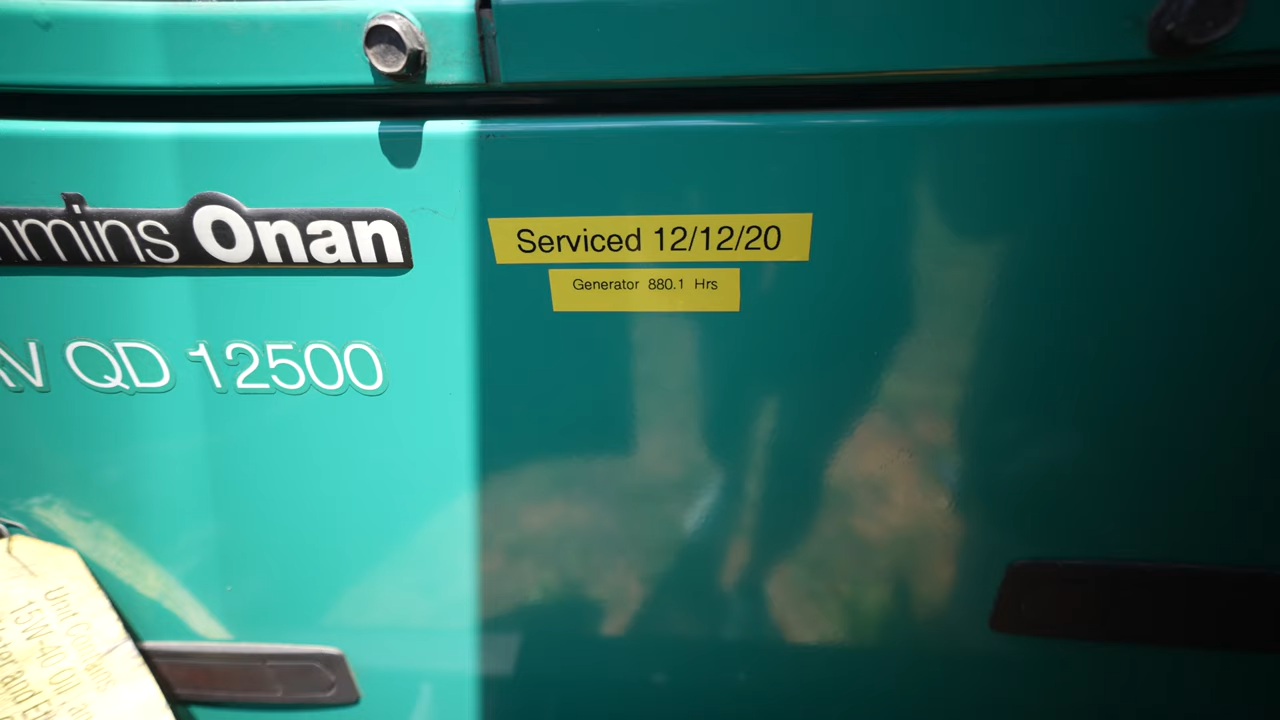 mmins Onan
Serviced 12/12/20
Generator 880.1 Hrs
V QD 12500
15W-40 Oil